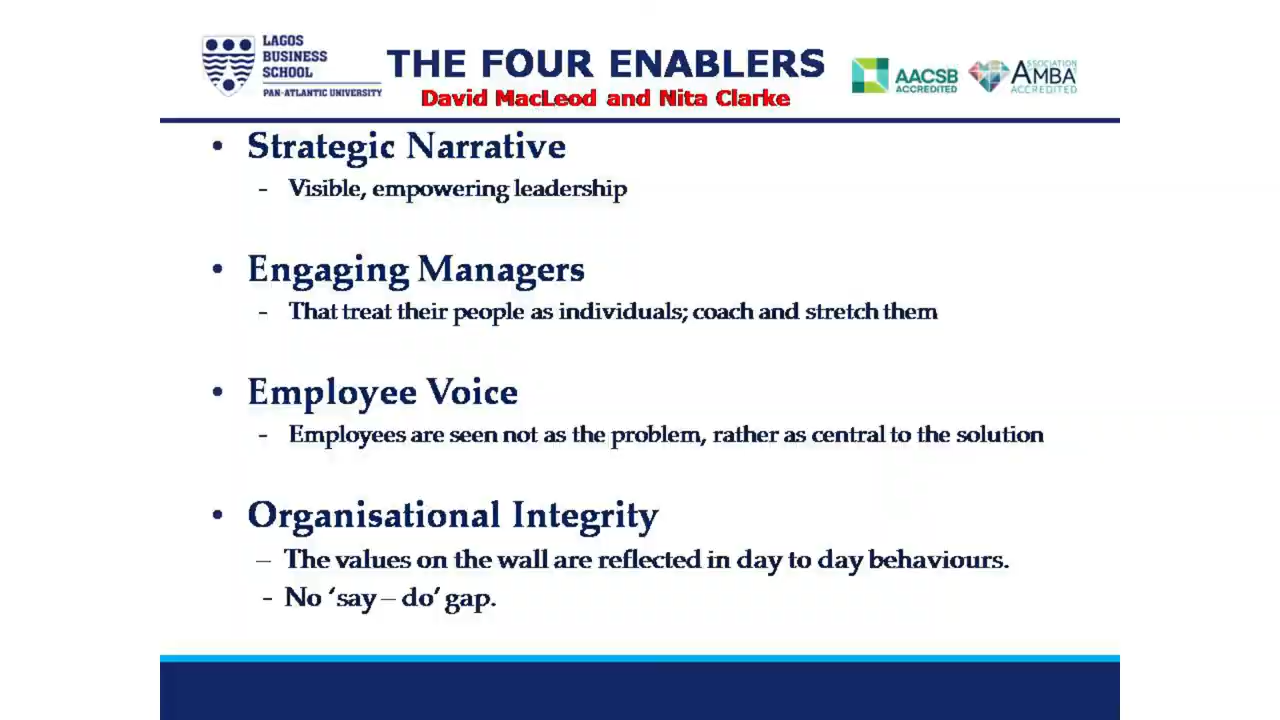 LAGOS
BUSINESS
SCHOOL
PAN-ATLANTIC UNIVERSITY
THE FOUR ENABLERS
David MacLeod and Nita Clarke
AACSB
ACCREDITED
SSOCIATION
AMBA
ACCREDITED
• Strategic Narrative
- Visible, empowering leadership
• Engaging Managers
- That treat their people as individuals; coach and stretch them
• Employee Voice
- Employees are seen not as the problem, rather as central to the solution
• Organisational Integrity
– The values on the wall are reflected in day to day behaviours.
- No ‘say – do’ gap.